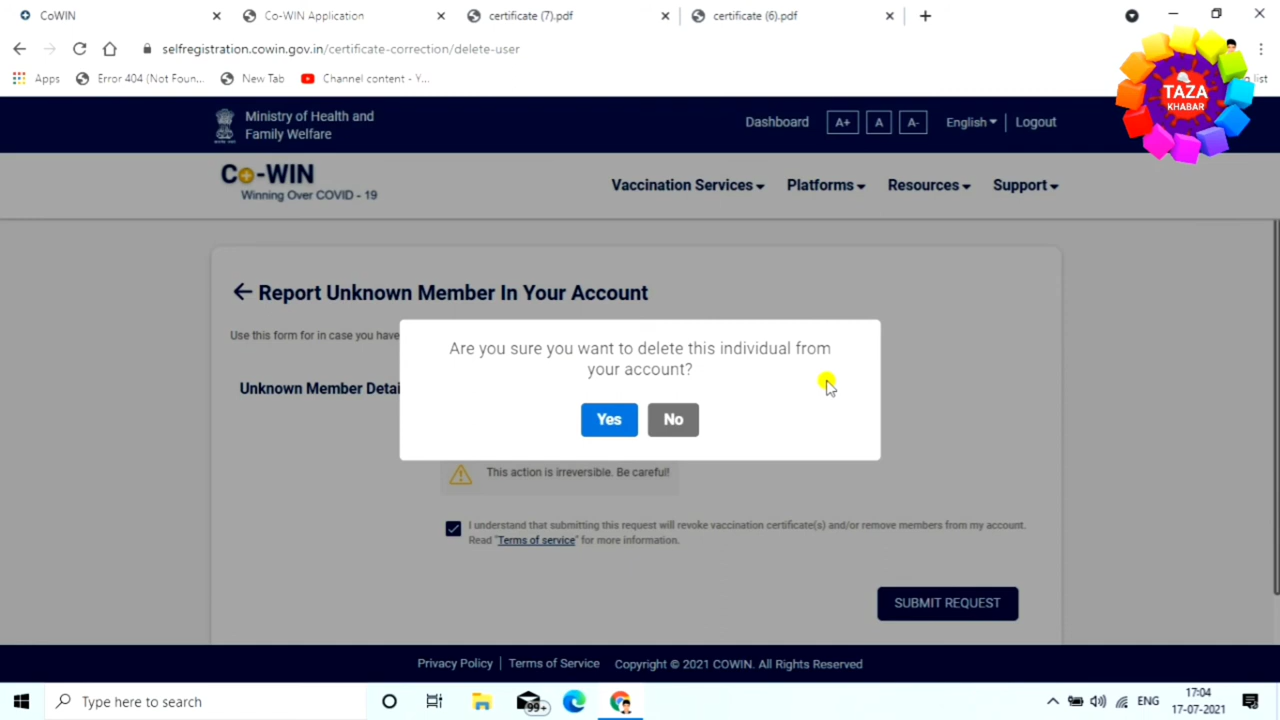 CoWIN
Co-WIN Application
certificate (7).pdf
certificate (6).pdf
selfregistration.cowin.gov.in/certificate-correction/delete-user
Apps
Error 404 (Not Foun...
New Tab
Channel content - Y...
list
TAZA
KHABAR
Ministry of Health and
Family Welfare
Dashboard
A+
A
A-
English
Logout
Co-WIN
Winning Over COVID - 19
Vaccination Services
Platforms
Resources
Support
Report Unknown Member In Your Account
Use this form for in case you have
Unknown Member Detai
Are you sure you want to delete this individual from
your account?
Yes
No
This action is irreversible. Be careful!
I understand that submitting this request will revoke vaccination certificate(s) and/or remove members from my account.
Read "Terms of service" for more information.
SUBMIT REQUEST
Privacy Policy | Terms of Service
Copyright © 2021 COWIN. All Rights Reserved
Type here to search
99+
ENG
17:04
17-07-2021